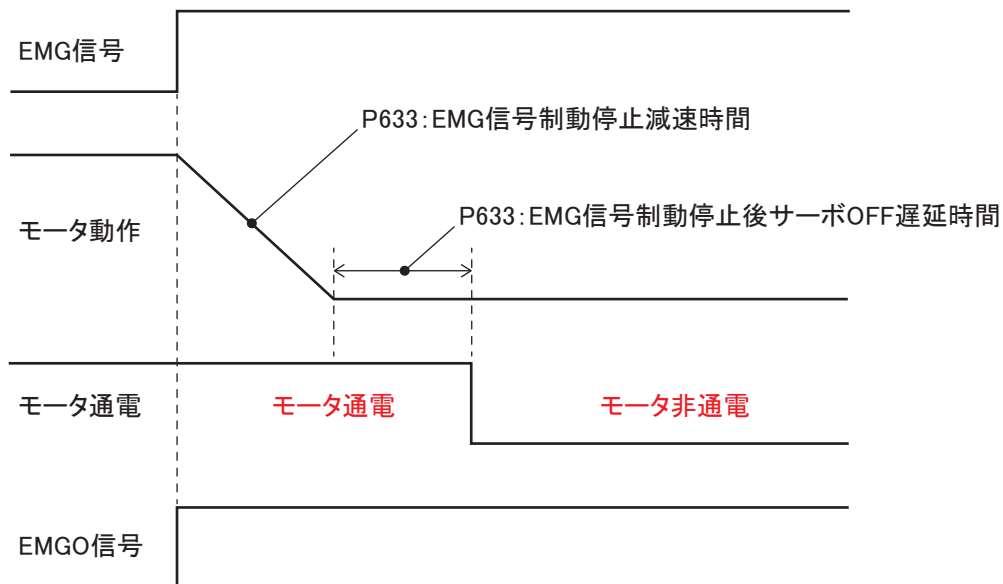 EMG信号
P633:EMG信号制動停止減速時間
P633:EMG信号制動停止後サーボOFF遅延時間
モータ動作
モータ通電
モータ通電
モータ非通電
EMGO信号